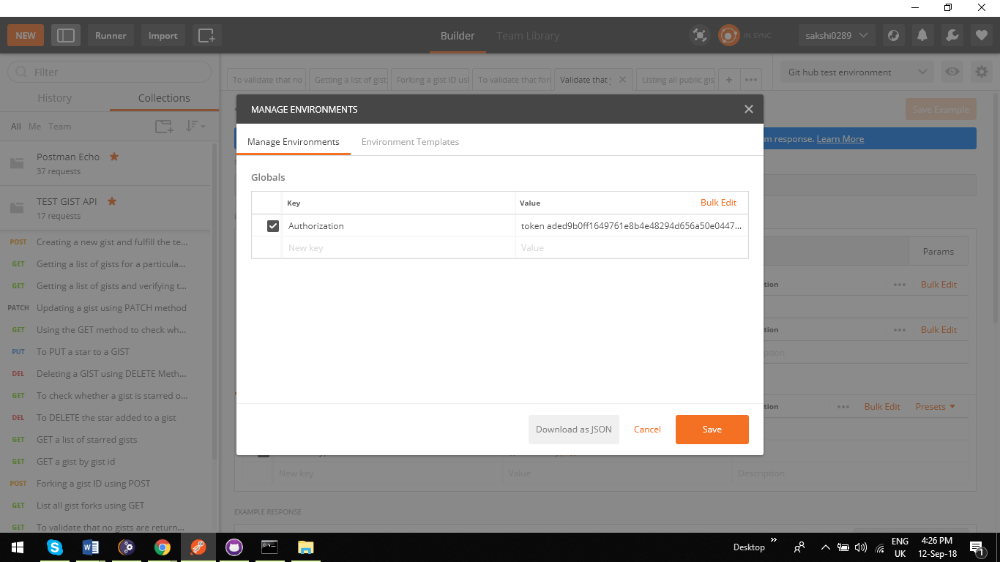 NEW
Runner
Import
Builder
Team Library
IN SYNC
sakshi0289
Filter
History
Collections
All Me Team
Postman Echo
37 requests
TEST GIST API
17 requests
POST Creating a new gist and fulfill the te...
GET Getting a list of gists for a particula...
GET Getting a list of gists and verifying t...
PATCH Updating a gist using PATCH method
GET Using the GET method to check wh...
PUT To PUT a star to a GIST
DEL Deleting a GIST using DELETE Meth...
GET To check whether a gist is starred o...
DEL To DELETE the star added to a gist
GET GET a list of starred gists
GET GET a gist by gist id
POST Forking a gist ID using POST
GET List all gist forks using GET
GET To validate that no gists are return...
To validate that no
Getting a list of gist
Forking a gist ID usi
To validate that forl
Validate that
Listing all public gis
Git hub test environment
Save Example
m response. Learn More
MANAGE ENVIRONMENTS
Manage Environments
Environment Templates
Globals
Key
Value
Bulk Edit
Authorization
token aded9b0ff1649761e8b4e48294d656a50e0447...
New key
Value
Download as JSON
Cancel
Save
Params
tion
Bulk Edit
tion
Bulk Edit
ption
tion
Bulk Edit
Presets
New key
Value
Description
EXAMPLE RESPONSE
Desktop
ENG
UK
4:26 PM
12-Sep-18
1